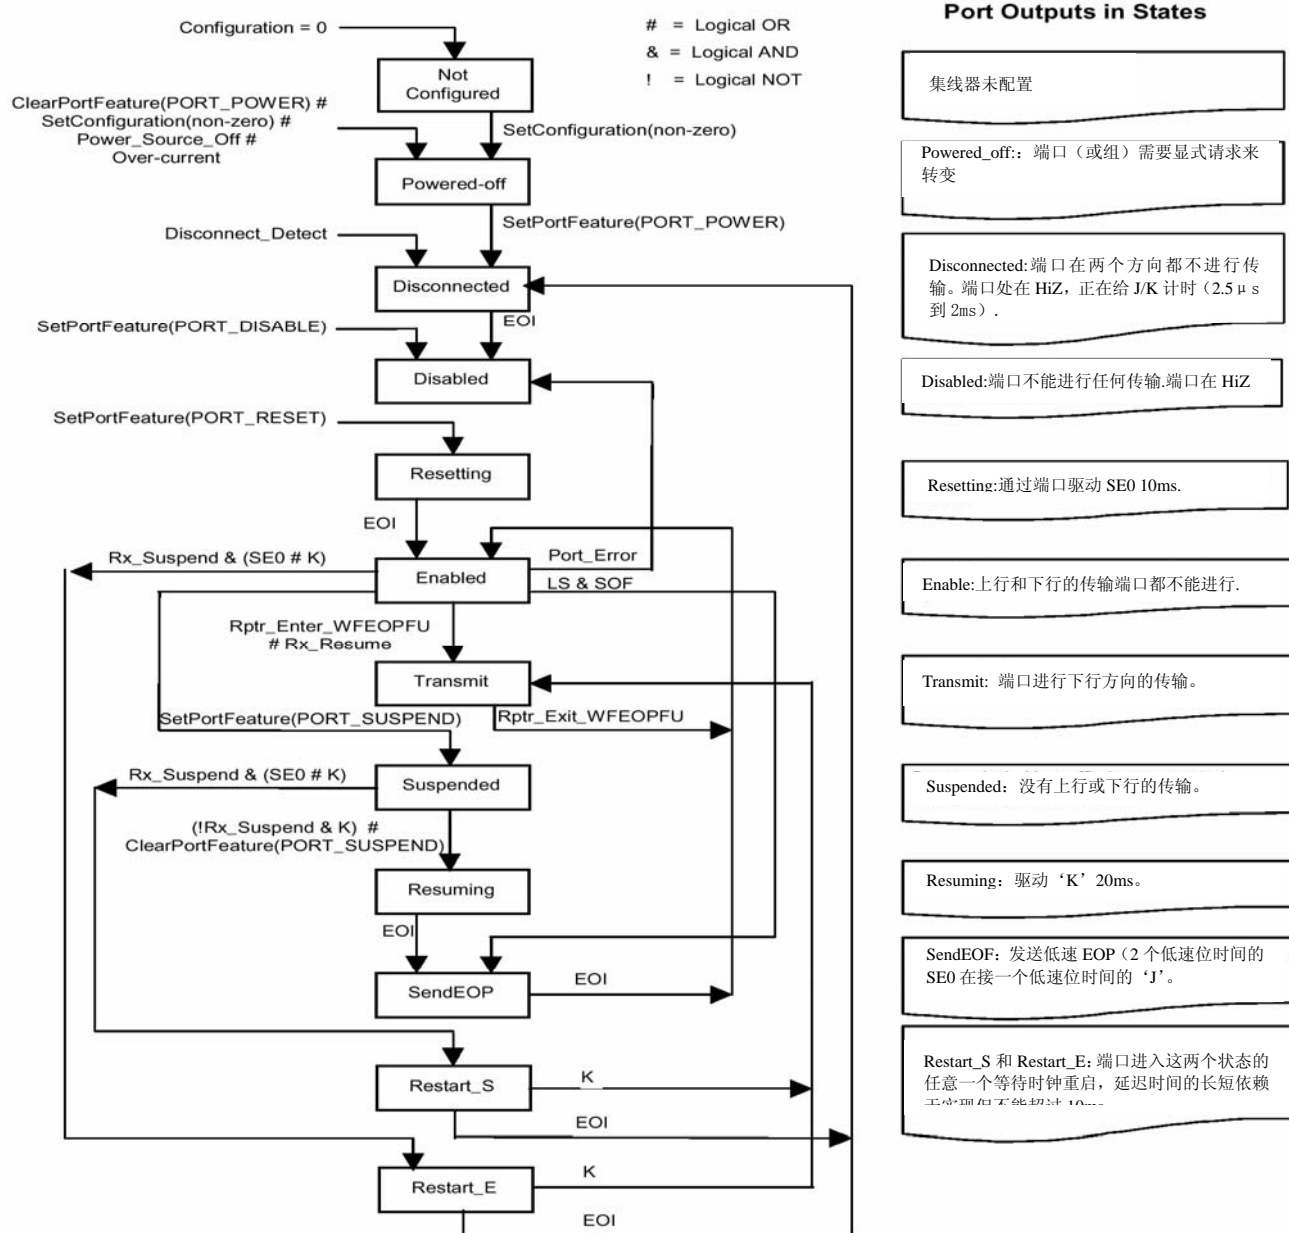 Configuration = 0
# = Logical OR
& = Logical AND
! = Logical NOT
Not
Configured
ClearPortFeature(PORT_POWER) #
SetConfiguration(non-zero) #
Power_Source_Off #
Over-current
SetConfiguration(non-zero)
Powered-off
SetPortFeature(PORT_POWER)
Disconnect_Detect
Disconnected
EOI
SetPortFeature(PORT_DISABLE)
Disabled
SetPortFeature(PORT_RESET)
Resetting
EOI
Rx_Suspend & (SE0 # K)
Enabled
Port_Error
LS & SOF
Rptr_Enter_WFEOPFU
# Rx_Resume
Transmit
SetPortFeature(PORT_SUSPEND)
Rptr_Exit_WFEOPFU
Rx_Suspend & (SE0 # K)
Suspended
(!Rx_Suspend & K) #
ClearPortFeature(PORT_SUSPEND)
Resuming
EOI
SendEOP
EOI
Restart_S
K
EOI
Restart_E
K
EOI
Port Outputs in States
集线器未配置
Powered_off:：端口（或组）需要显式请求来
转变
Disconnected:端口在两个方向都不进行传
输。端口处在 HiZ，正在给 J/K 计时（2.5μs
到 2ms）.
Disabled:端口不能进行任何传输.端口在 HiZ
Resetting:通过端口驱动 SE0 10ms.
Enable:上行和下行的传输端口都不能进行.
Transmit: 端口进行下行方向的传输。
Suspended：没有上行或下行的传输。
Resuming：驱动‘K’20ms。
SendEOF：发送低速 EOP（2 个低速位时间的
SE0 在接一个低速位时间的‘J’。
Restart_S 和 Restart_E：端口进入这两个状态的
任意一个等待时钟重启，延迟时间的长短依赖
于实现但不能超过 10ms